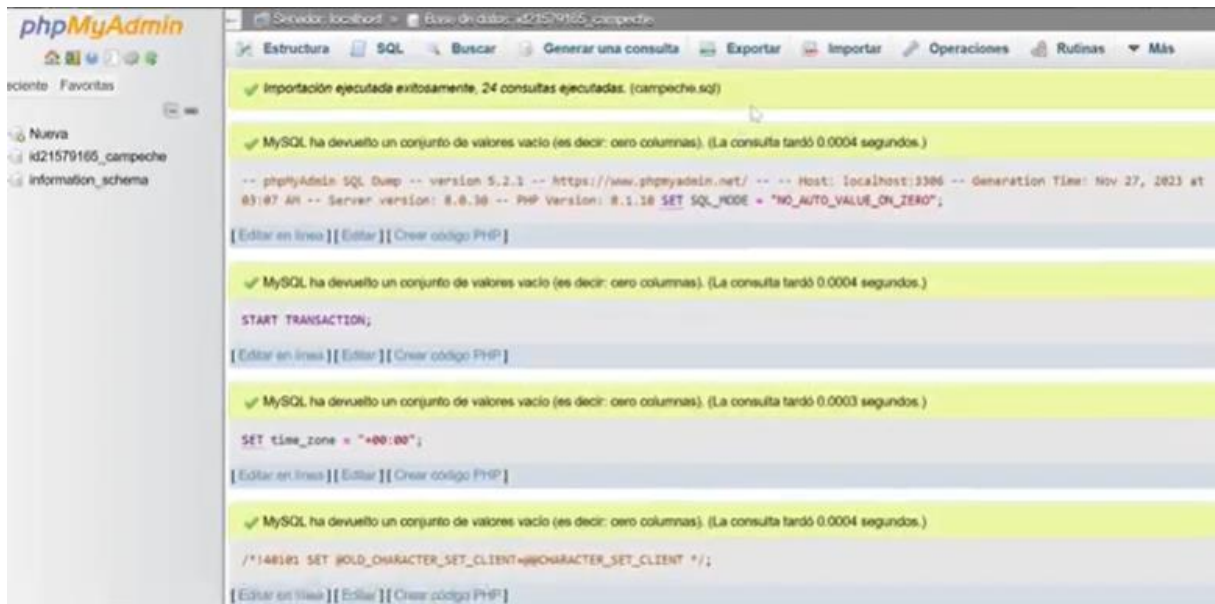 phpMyAdmin
eciente Favoritas
Nueva
id21579165_campeche
information_schema
Servidor: localhost » Base de datos: id21579165_campeche
Estructura SQL Buscar Generar una consulta Exportar Importar Operaciones Rutinas Más
Importación ejecutada exitosamente, 24 consultas ejecutadas. (campeche.sql)
MySQL ha devuelto un conjunto de valores vacío (es decir: cero columnas). (La consulta tardó 0.0004 segundos.)
-- phpMyAdmin SQL Dump -- version 5.2.1 -- https://www.phpmyadmin.net/ -- -- Host: localhost:3306 -- Generation Time: Nov 27, 2023 at
03:07 AM -- Server version: 8.0.30 -- PHP Version: 8.1.10 SET SQL_MODE = "NO_AUTO_VALUE_ON_ZERO";
[Editar en línea] [Editar] [Crear código PHP]
MySQL ha devuelto un conjunto de valores vacío (es decir: cero columnas). (La consulta tardó 0.0004 segundos.)
START TRANSACTION;
[Editar en línea] [Editar] [Crear código PHP]
MySQL ha devuelto un conjunto de valores vacío (es decir: cero columnas). (La consulta tardó 0.0003 segundos.)
SET time_zone = "+00:00";
[Editar en línea] [Editar] [Crear código PHP]
MySQL ha devuelto un conjunto de valores vacío (es decir: cero columnas). (La consulta tardó 0.0004 segundos.)
/*!40101 SET @OLD_CHARACTER_SET_CLIENT=@@CHARACTER_SET_CLIENT */;
[Editar en línea] [Editar] [Crear código PHP]